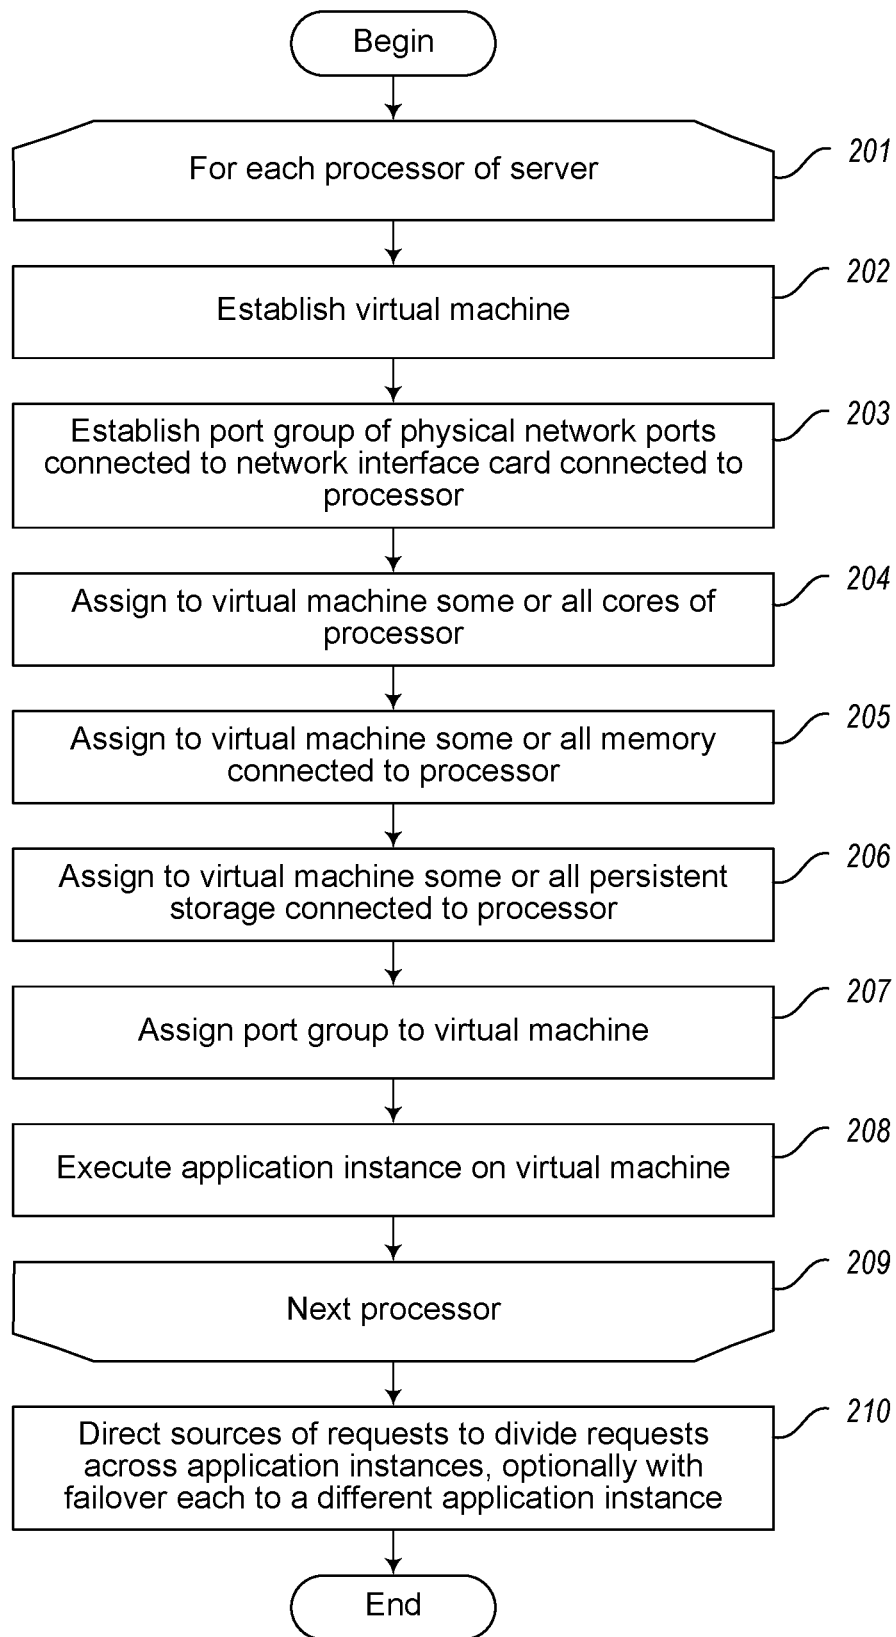 Begin
For each processor of server
201
Establish virtual machine
202
Establish port group of physical network ports
connected to network interface card connected to
processor
203
Assign to virtual machine some or all cores of
processor
204
Assign to virtual machine some or all memory
connected to processor
205
Assign to virtual machine some or all persistent
storage connected to processor
206
Assign port group to virtual machine
207
Execute application instance on virtual machine
208
Next processor
209
Direct sources of requests to divide requests
across application instances, optionally with
failover each to a different application instance
210
End